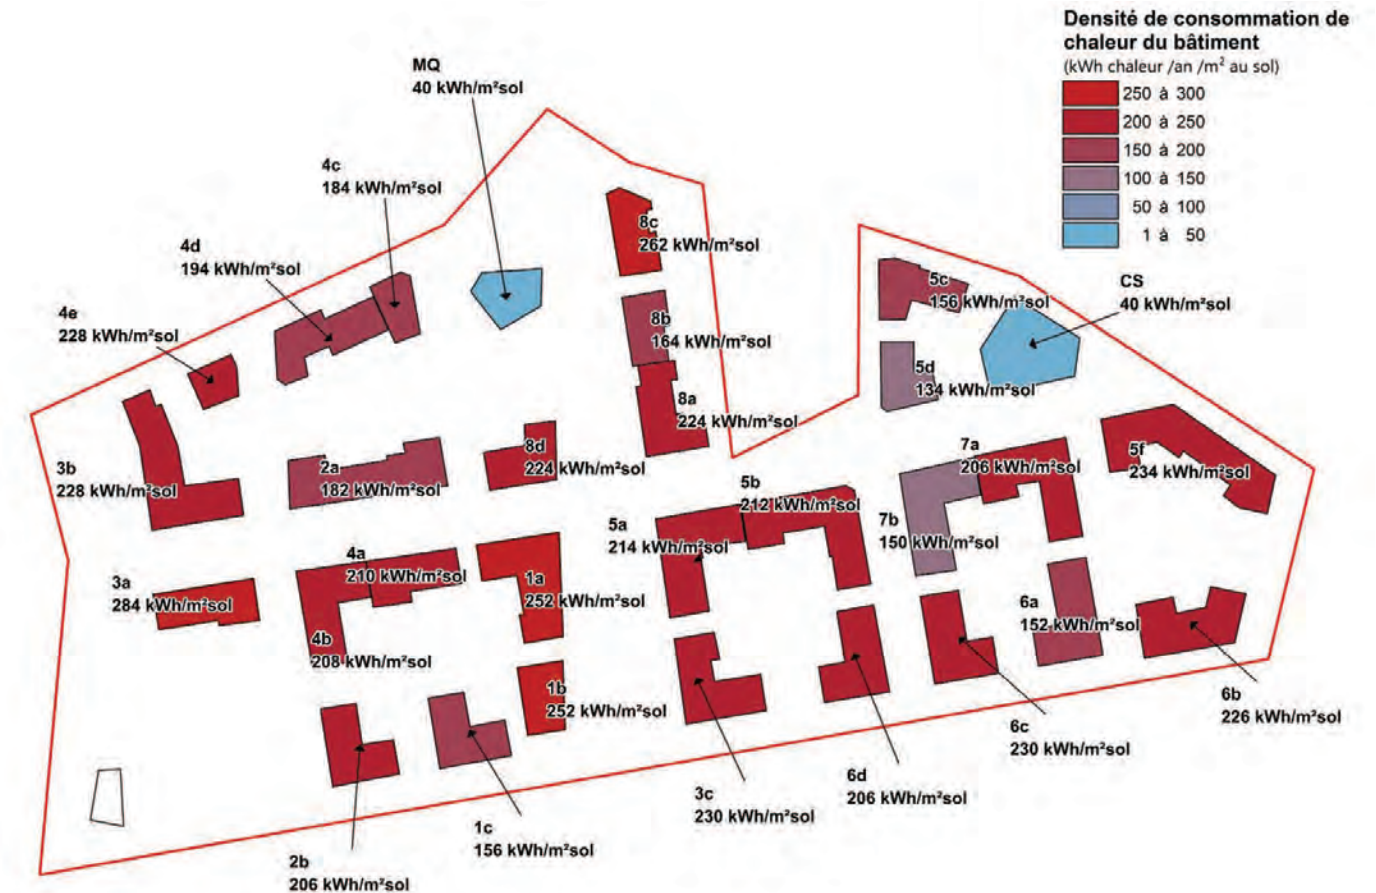 Densité de consommation de
chaleur du bâtiment
(kWh chaleur /an /m² au sol)
250 à 300
200 à 250
150 à 200
100 à 150
50 à 100
1 à 50
MQ
40 kWh/m²sol
4c
184 kWh/m²sol
4d
194 kWh/m²sol
4e
228 kWh/m²sol
8c
262 kWh/m²sol
8b
164 kWh/m²sol
8a
224 kWh/m²sol
5c
156 kWh/m²sol
CS
40 kWh/m²sol
5d
134 kWh/m²sol
3b
228 kWh/m²sol
2a
182 kWh/m²sol
8d
224 kWh/m²sol
5b
212 kWh/m²sol
7a
206 kWh/m²sol
5f
234 kWh/m²sol
5a
214 kWh/m²sol
7b
150 kWh/m²sol
3a
284 kWh/m²sol
4a
210 kWh/m²sol
1a
252 kWh/m²sol
4b
208 kWh/m²sol
6a
152 kWh/m²sol
1b
252 kWh/m²sol
6b
226 kWh/m²sol
6c
230 kWh/m²sol
6d
206 kWh/m²sol
3c
230 kWh/m²sol
1c
156 kWh/m²sol
2b
206 kWh/m²sol